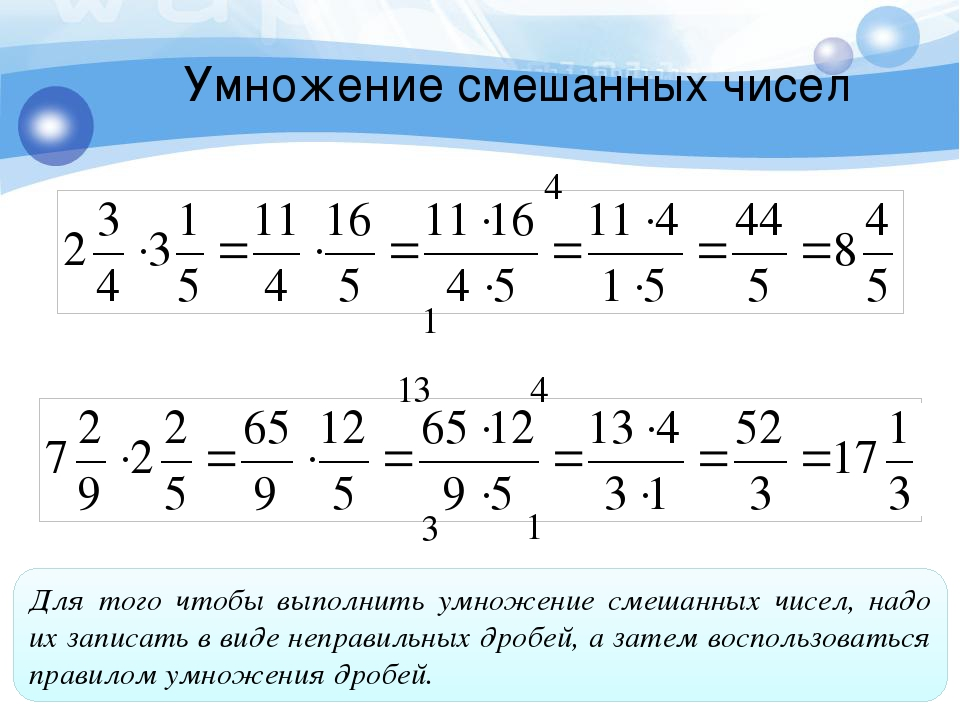 Умножение смешанных чисел
4
2 3/4 ·3 1/5 = 11/4 · 16/5 = 11 ·16/4 ·5 = 11 ·4/1 ·5 = 44/5 =8 4/5
1
13 4
7 2/9 ·2 2/5 = 65/9 · 12/5 = 65 ·12/9 ·5 = 13 ·4/3 ·1 = 52/3 =17 1/3
3 1
Для того чтобы выполнить умножение смешанных чисел, надо
их записать в виде неправильных дробей, а затем воспользоваться
правилом умножения дробей.